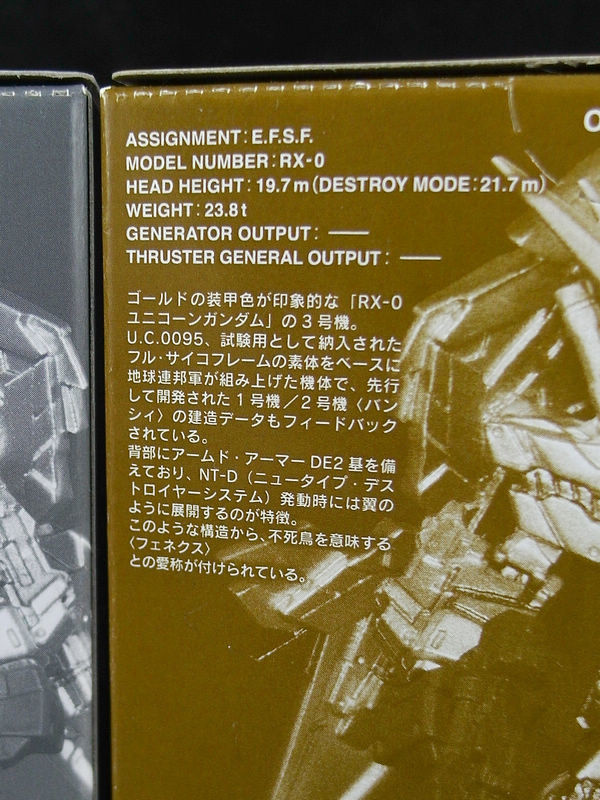 ASSIGNMENT:E.F.S.F.
MODEL NUMBER:RX-0
HEAD HEIGHT:19.7m(DESTROY MODE:21.7m)
WEIGHT:23.8t
GENERATOR OUTPUT: ——
THRUSTER GENERAL OUTPUT: ——
ゴールドの装甲色が印象的な「RX-0
ユニコーンガンダム」の3号機。
U.C.0095、試験用として納入された
フル・サイコフレームの素体をベースに
地球連邦軍が組み上げた機体で、先行
して開発された1号機/2号機〈バン
シィ〉の建造データもフィードバック
されている。
背部にアームド・アーマーDE2基を備
えており、NT-D(ニュータイプ・デス
トロイヤーシステム)発動時には翼の
ように展開するのが特徴。
このような構造から、不死鳥を意味する
〈フェネクス〉
との愛称が付けられている。